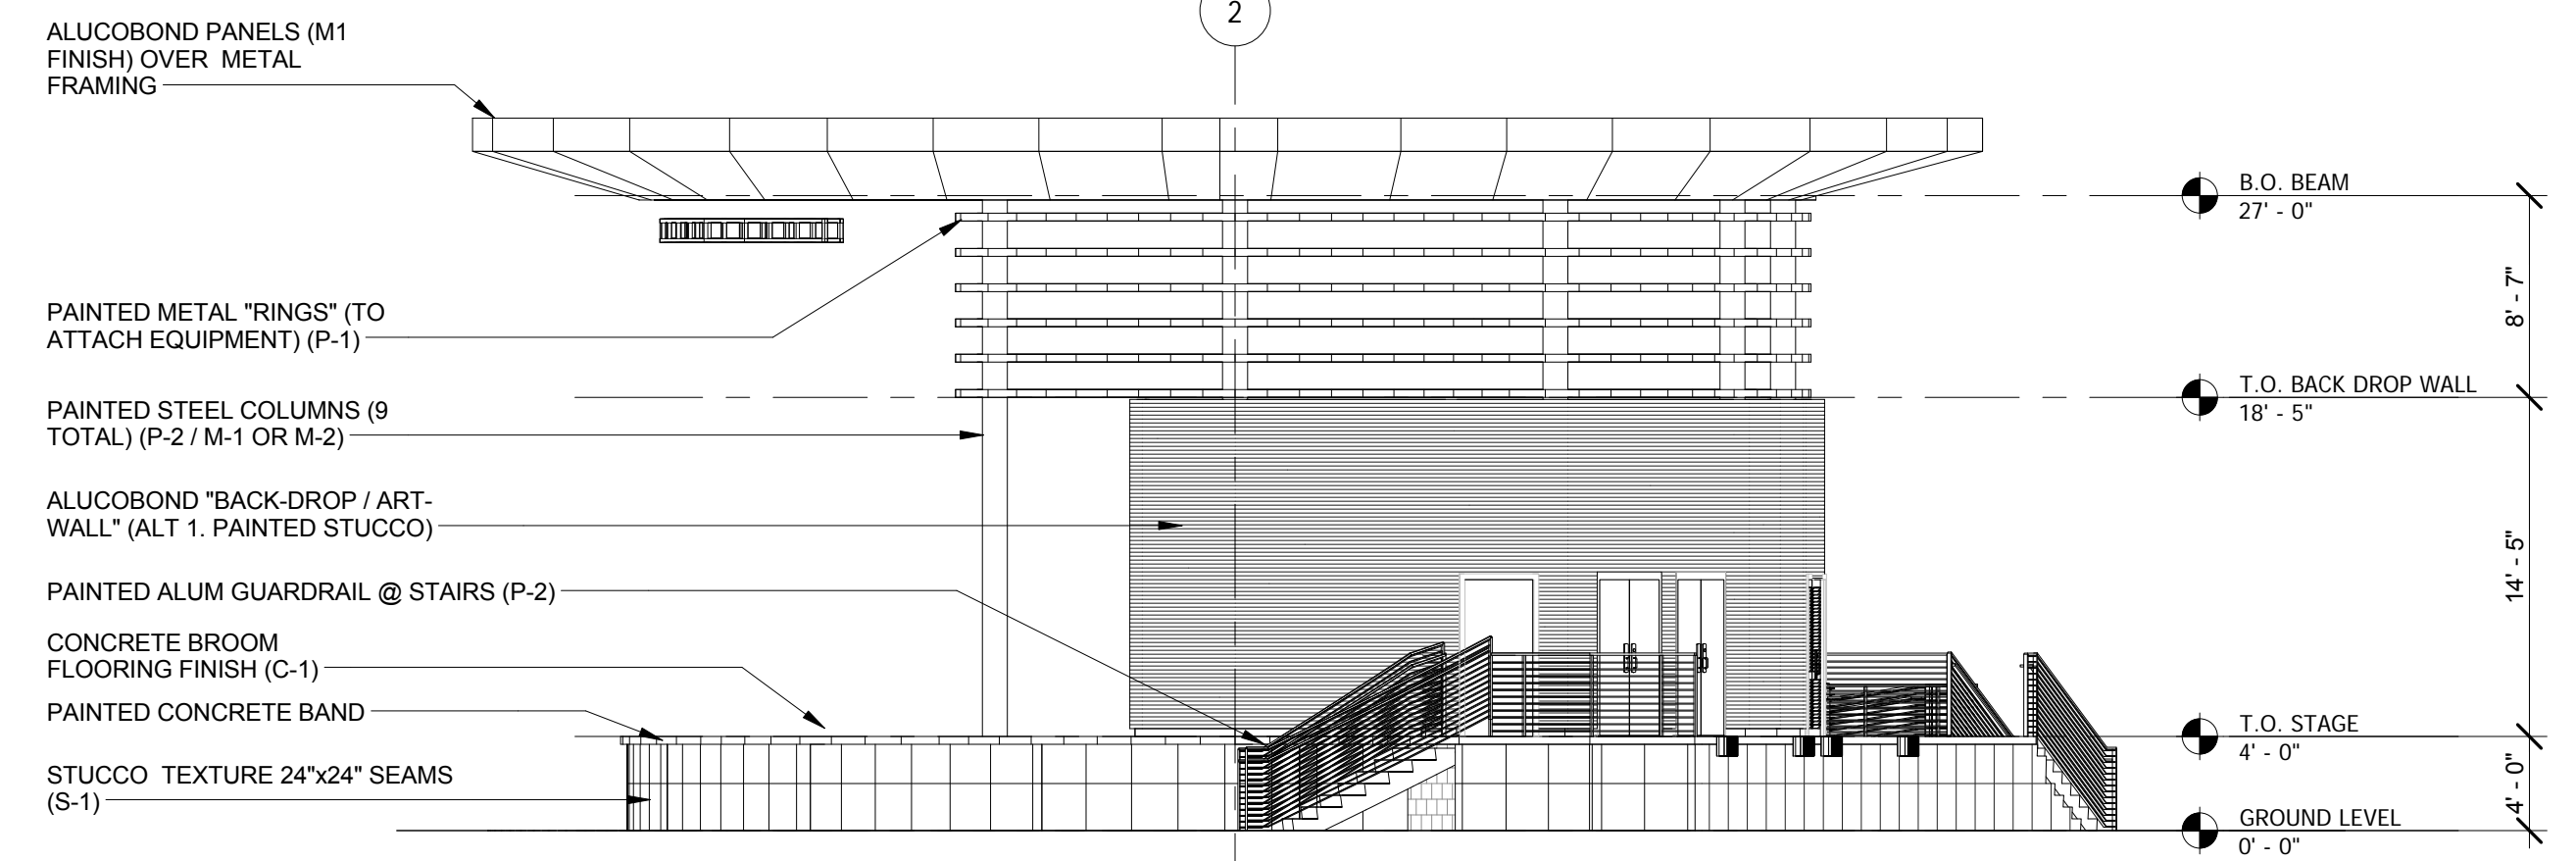 2
ALUCOBOND PANELS (M1
FINISH) OVER METAL
FRAMING
PAINTED METAL "RINGS" (TO
ATTACH EQUIPMENT) (P-1)
PAINTED STEEL COLUMNS (9
TOTAL) (P-2 / M-1 OR M-2)
ALUCOBOND "BACK-DROP / ART-
WALL" (ALT 1. PAINTED STUCCO)
PAINTED ALUM GUARDRAIL @ STAIRS (P-2)
CONCRETE BROOM
FLOORING FINISH (C-1)
PAINTED CONCRETE BAND
STUCCO TEXTURE 24"x24" SEAMS
(S-1)
B.O. BEAM
27' - 0"
8' - 7"
T.O. BACK DROP WALL
18' - 5"
14' - 5"
T.O. STAGE
4' - 0"
4' - 0"
GROUND LEVEL
0' - 0"